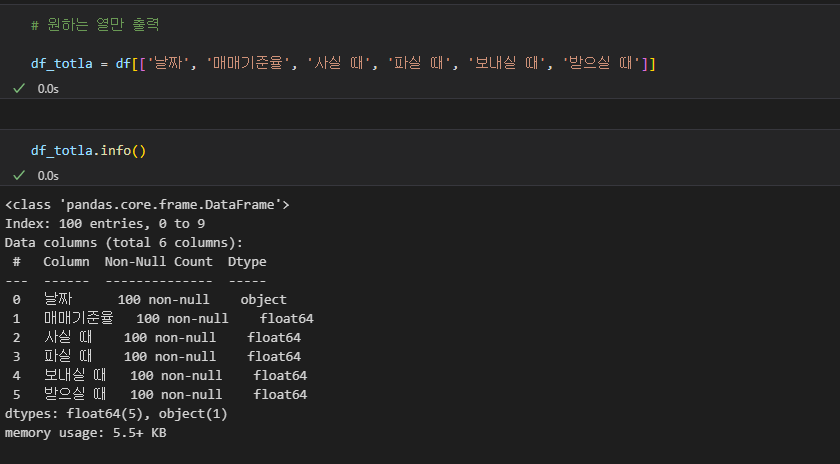 # 원하는 열만 출력
df_totla = df[['날짜', '매매기준율', '사실 때', '파실 때', '보내실 때', '받으실 때']]
0.0s
df_totla.info()
0.0s
<class 'pandas.core.frame.DataFrame'>
Index: 100 entries, 0 to 9
Data columns (total 6 columns):
 #   Column  Non-Null Count  Dtype
---  ------  --------------  -----
 0   날짜      100 non-null    object
 1   매매기준율   100 non-null    float64
 2   사실 때    100 non-null    float64
 3   파실 때    100 non-null    float64
 4   보내실 때   100 non-null    float64
 5   받으실 때   100 non-null    float64
dtypes: float64(5), object(1)
memory usage: 5.5+ KB